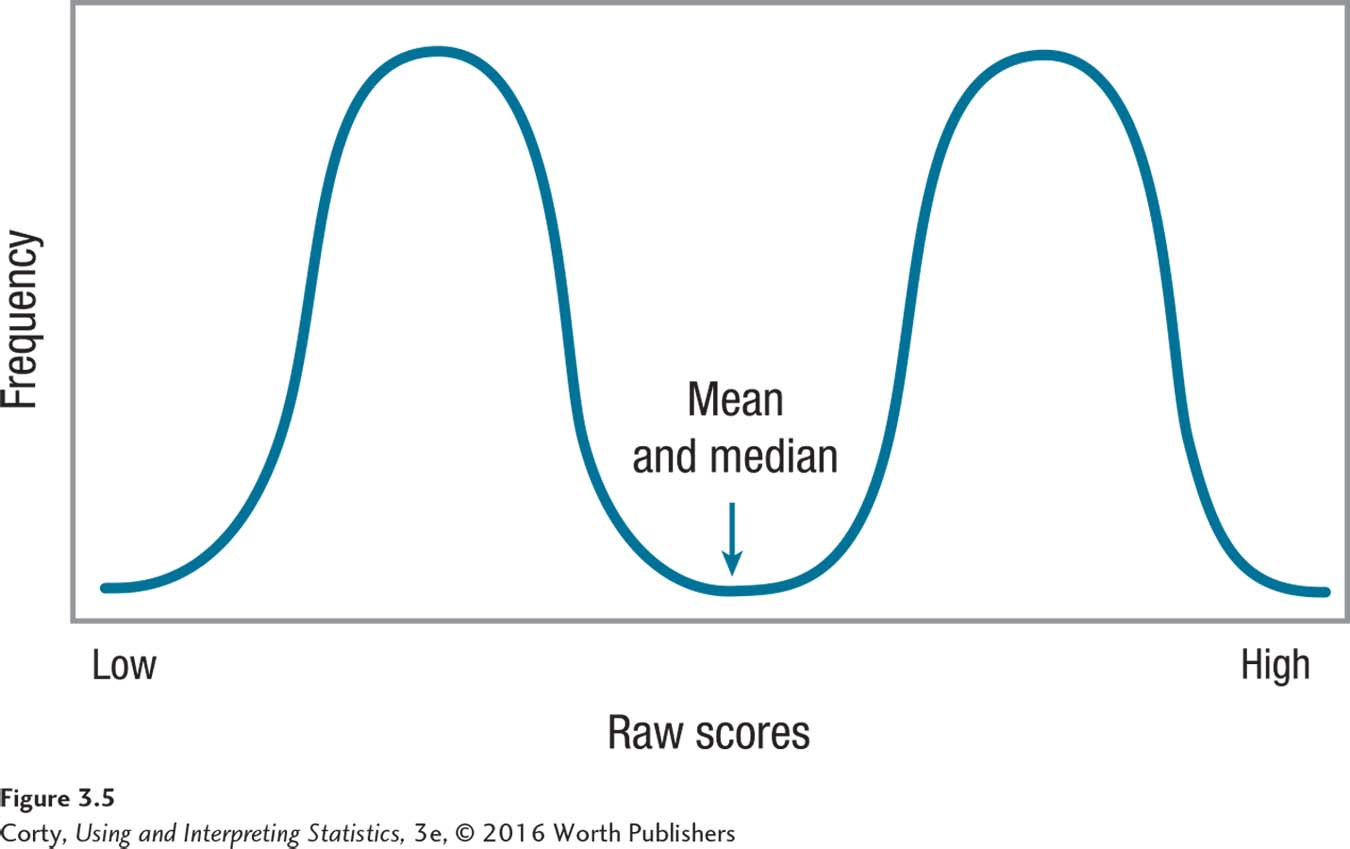 Frequency
Mean
and median
Low
High
Raw scores
Figure 3.5
Corty, Using and Interpreting Statistics, 3e, © 2016 Worth Publishers